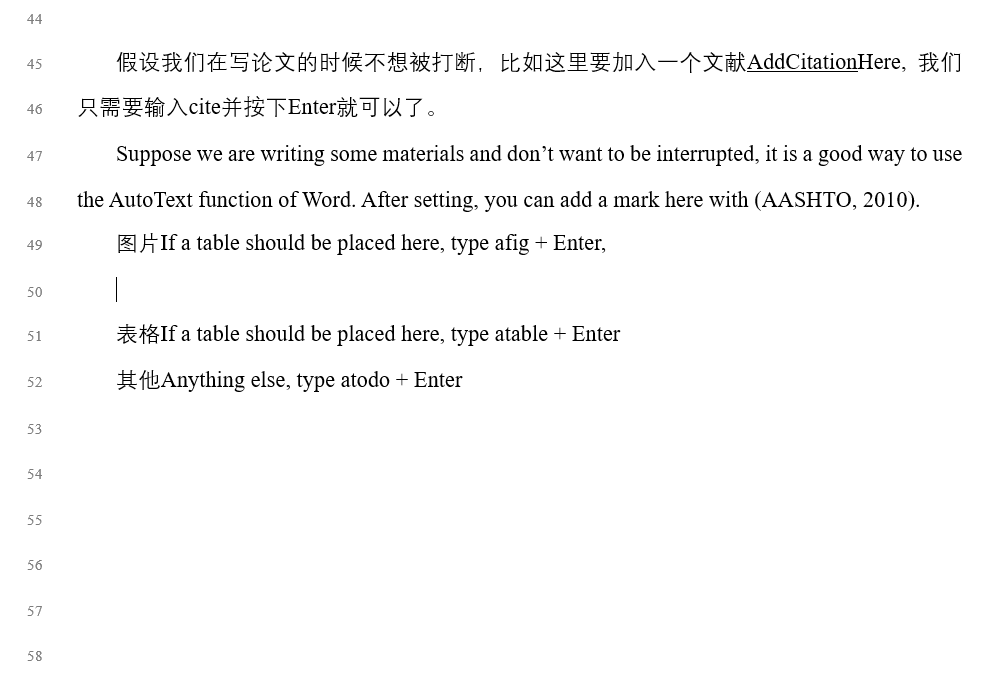 44
45 假设我们在写论文的时候不想被打断，比如这里要加入一个文献AddCitationHere, 我们
46 只需要输入cite并按下Enter就可以了。
47 Suppose we are writing some materials and don’t want to be interrupted, it is a good way to use
48 the AutoText function of Word. After setting, you can add a mark here with (AASHTO, 2010).
49 图片If a table should be placed here, type afig + Enter,
50
51 表格If a table should be placed here, type atable + Enter
52 其他Anything else, type atodo + Enter
53
54
55
56
57
58